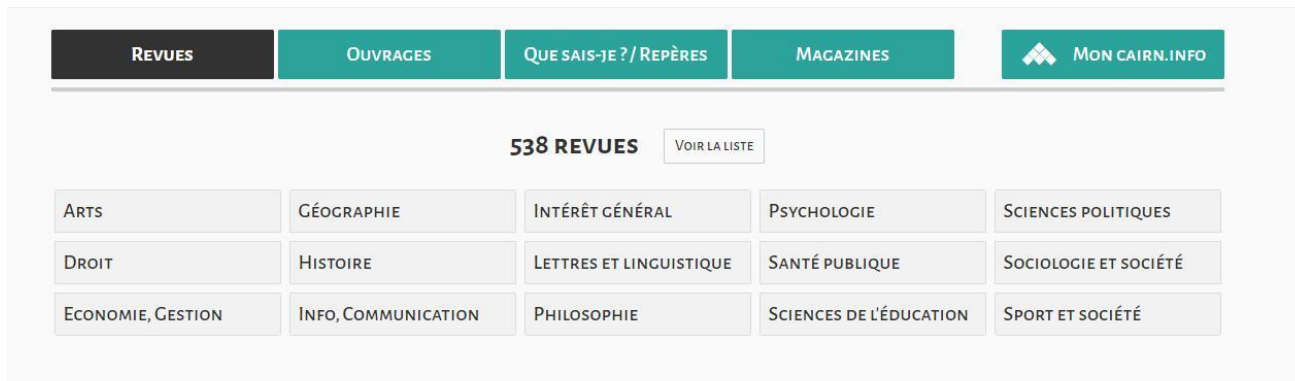 Revues Ouvrages Que sais-je ? / Repères Magazines Mon cairn.info
538 revues Voir la liste
Arts Géographie Intérêt général Psychologie Sciences politiques
Droit Histoire Lettres et linguistique Santé publique Sociologie et société
Economie, Gestion Info, Communication Philosophie Sciences de l'éducation Sport et société